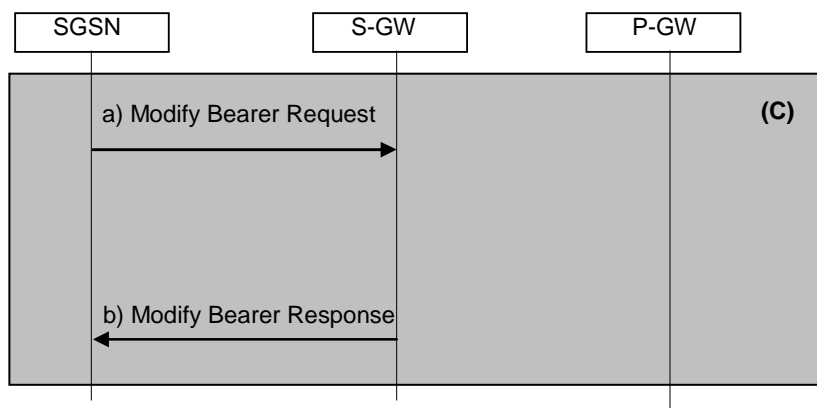 SGSN S-GW P-GW
a) Modify Bearer Request (C)
b) Modify Bearer Response